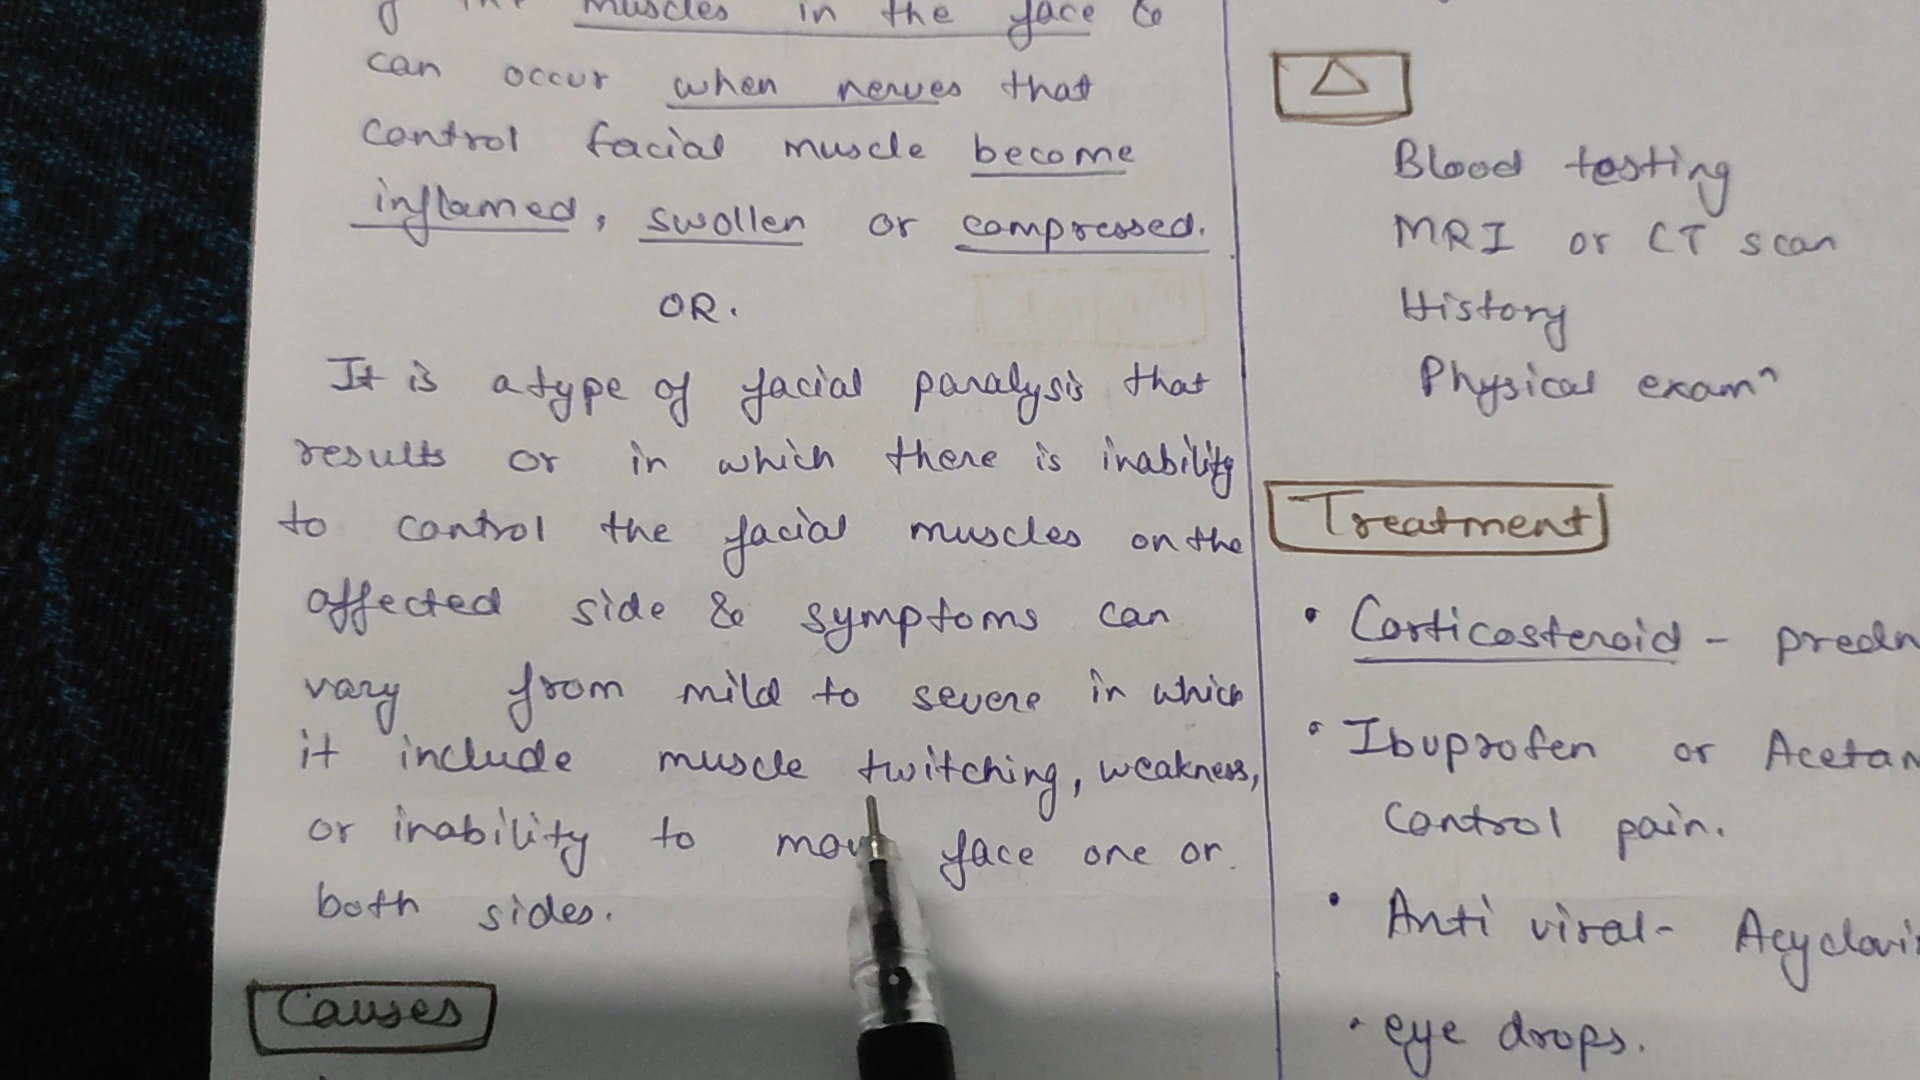 muscles in the face &
can occur when nerves that
control facial muscle become
inflamed, swollen or compressed.
OR.
It is a type of facial paralysis that
results or in which there is inability
to control the facial muscles on the
affected side & symptoms can
vary from mild to severe in which
it include muscle twitching, weakness,
or inability to face one or
both sides.
Causes
Δ
Blood testing
MRI or CT scan
History
Physical examⁿ
Treatment
• Corticosteroid - predn
• Ibuprofen or Acetam
control pain.
• Anti viral- Acyclovi
• eye drops.